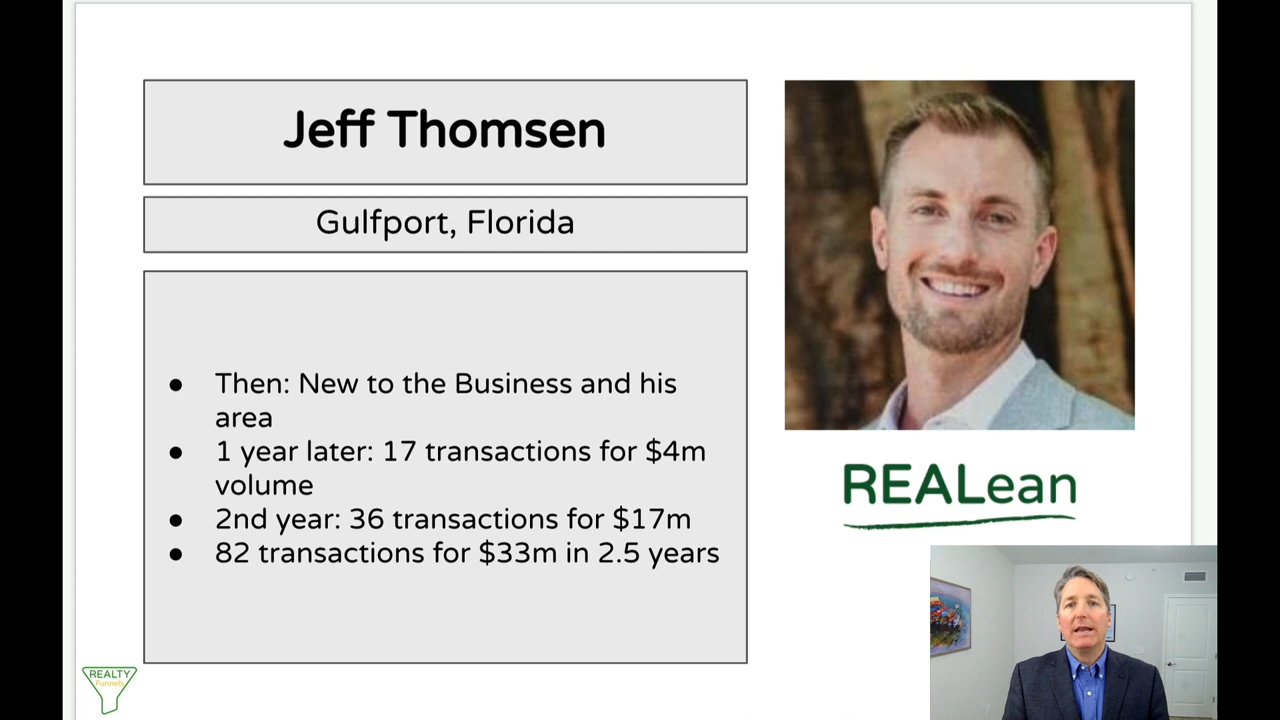 Jeff Thomsen
Gulfport, Florida
● Then: New to the Business and his
area
● 1 year later: 17 transactions for $4m
volume
● 2nd year: 36 transactions for $17m
● 82 transactions for $33m in 2.5 years
REALean
REALTY
Funnels